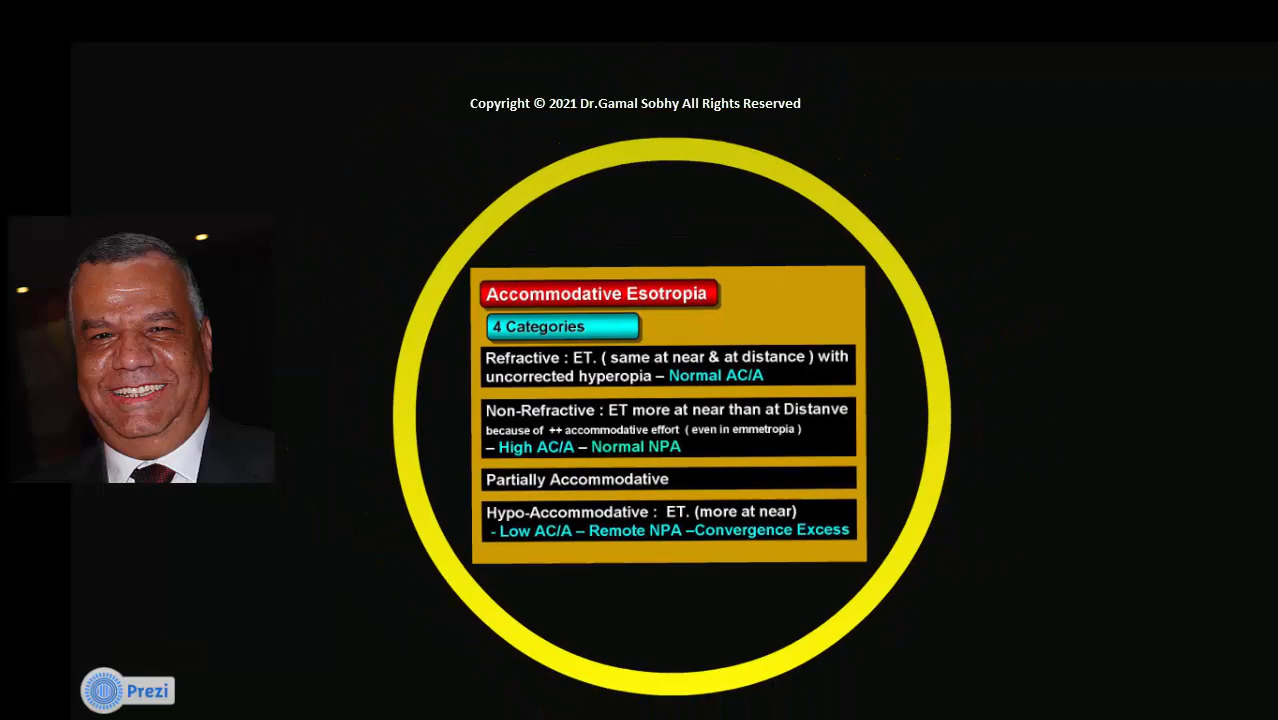 Copyright © 2021 Dr.Gamal Sobhy All Rights Reserved
Accommodative Esotropia
4 Categories
Refractive : ET. ( same at near & at distance ) with
uncorrected hyperopia – Normal AC/A
Non-Refractive : ET more at near than at Distanve
because of ++ accommodative effort ( even in emmetropia )
– High AC/A – Normal NPA
Partially Accommodative
Hypo-Accommodative : ET. (more at near)
- Low AC/A – Remote NPA –Convergence Excess
Prezi